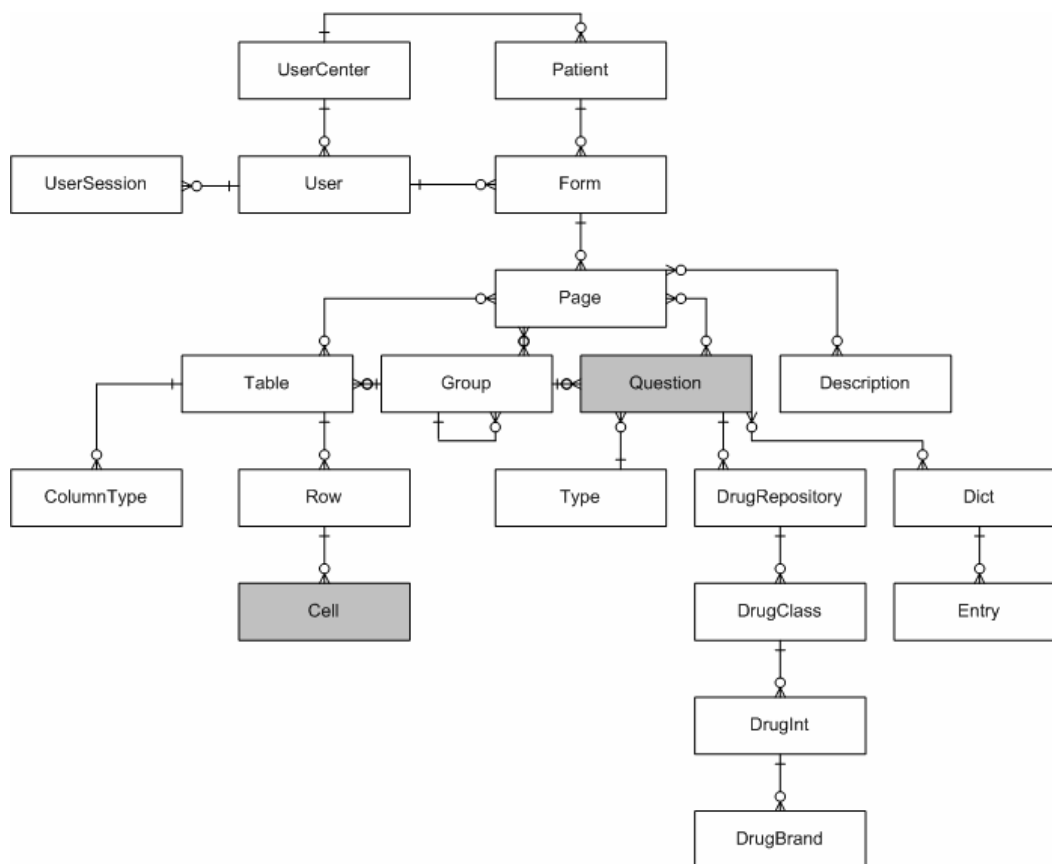 UserCenter
Patient
UserSession
User
Form
Page
Table
Group
Question
Description
ColumnType
Row
Type
DrugRepository
Dict
Cell
DrugClass
Entry
DrugInt
DrugBrand